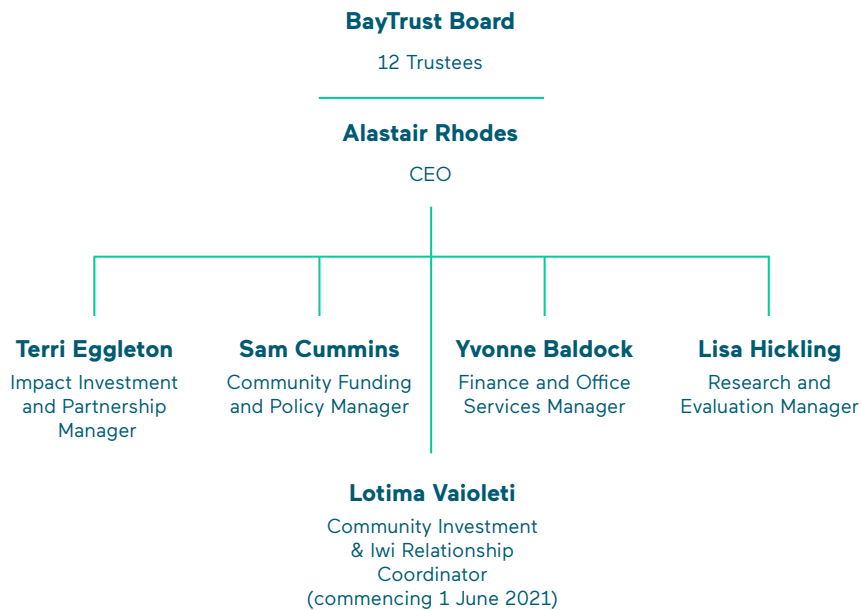 BayTrust Board
12 Trustees
Alastair Rhodes
CEO
Terri Eggleton
Impact Investment
and Partnership
Manager
Sam Cummins
Community Funding
and Policy Manager
Yvonne Baldock
Finance and Office
Services Manager
Lisa Hickling
Research and
Evaluation Manager
Lotima Vaioleti
Community Investment
& Iwi Relationship
Coordinator
(commencing 1 June 2021)